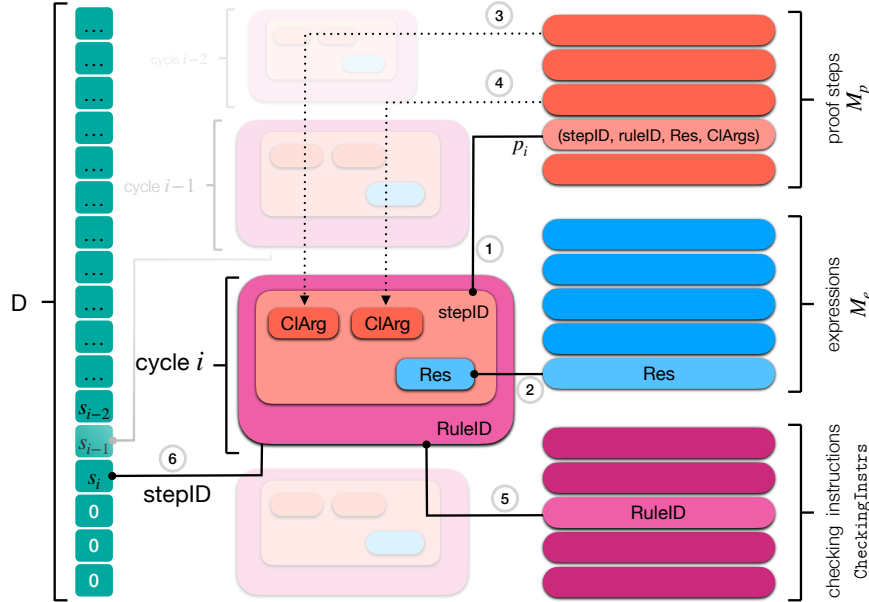 D
...
...
...
...
...
...
...
...
...
...
...
s_{i−2}
s_{i−1}
s_i
0
0
0
cycle i−2
cycle i−1
cycle i
ClArg
ClArg
stepID
Res
RuleID
stepID
1
2
3
4
5
6
p_i
(stepID, ruleID, Res, ClArgs)
proof steps
M_p
Res
expressions
M_e
RuleID
checking instructions
CheckingInstrs